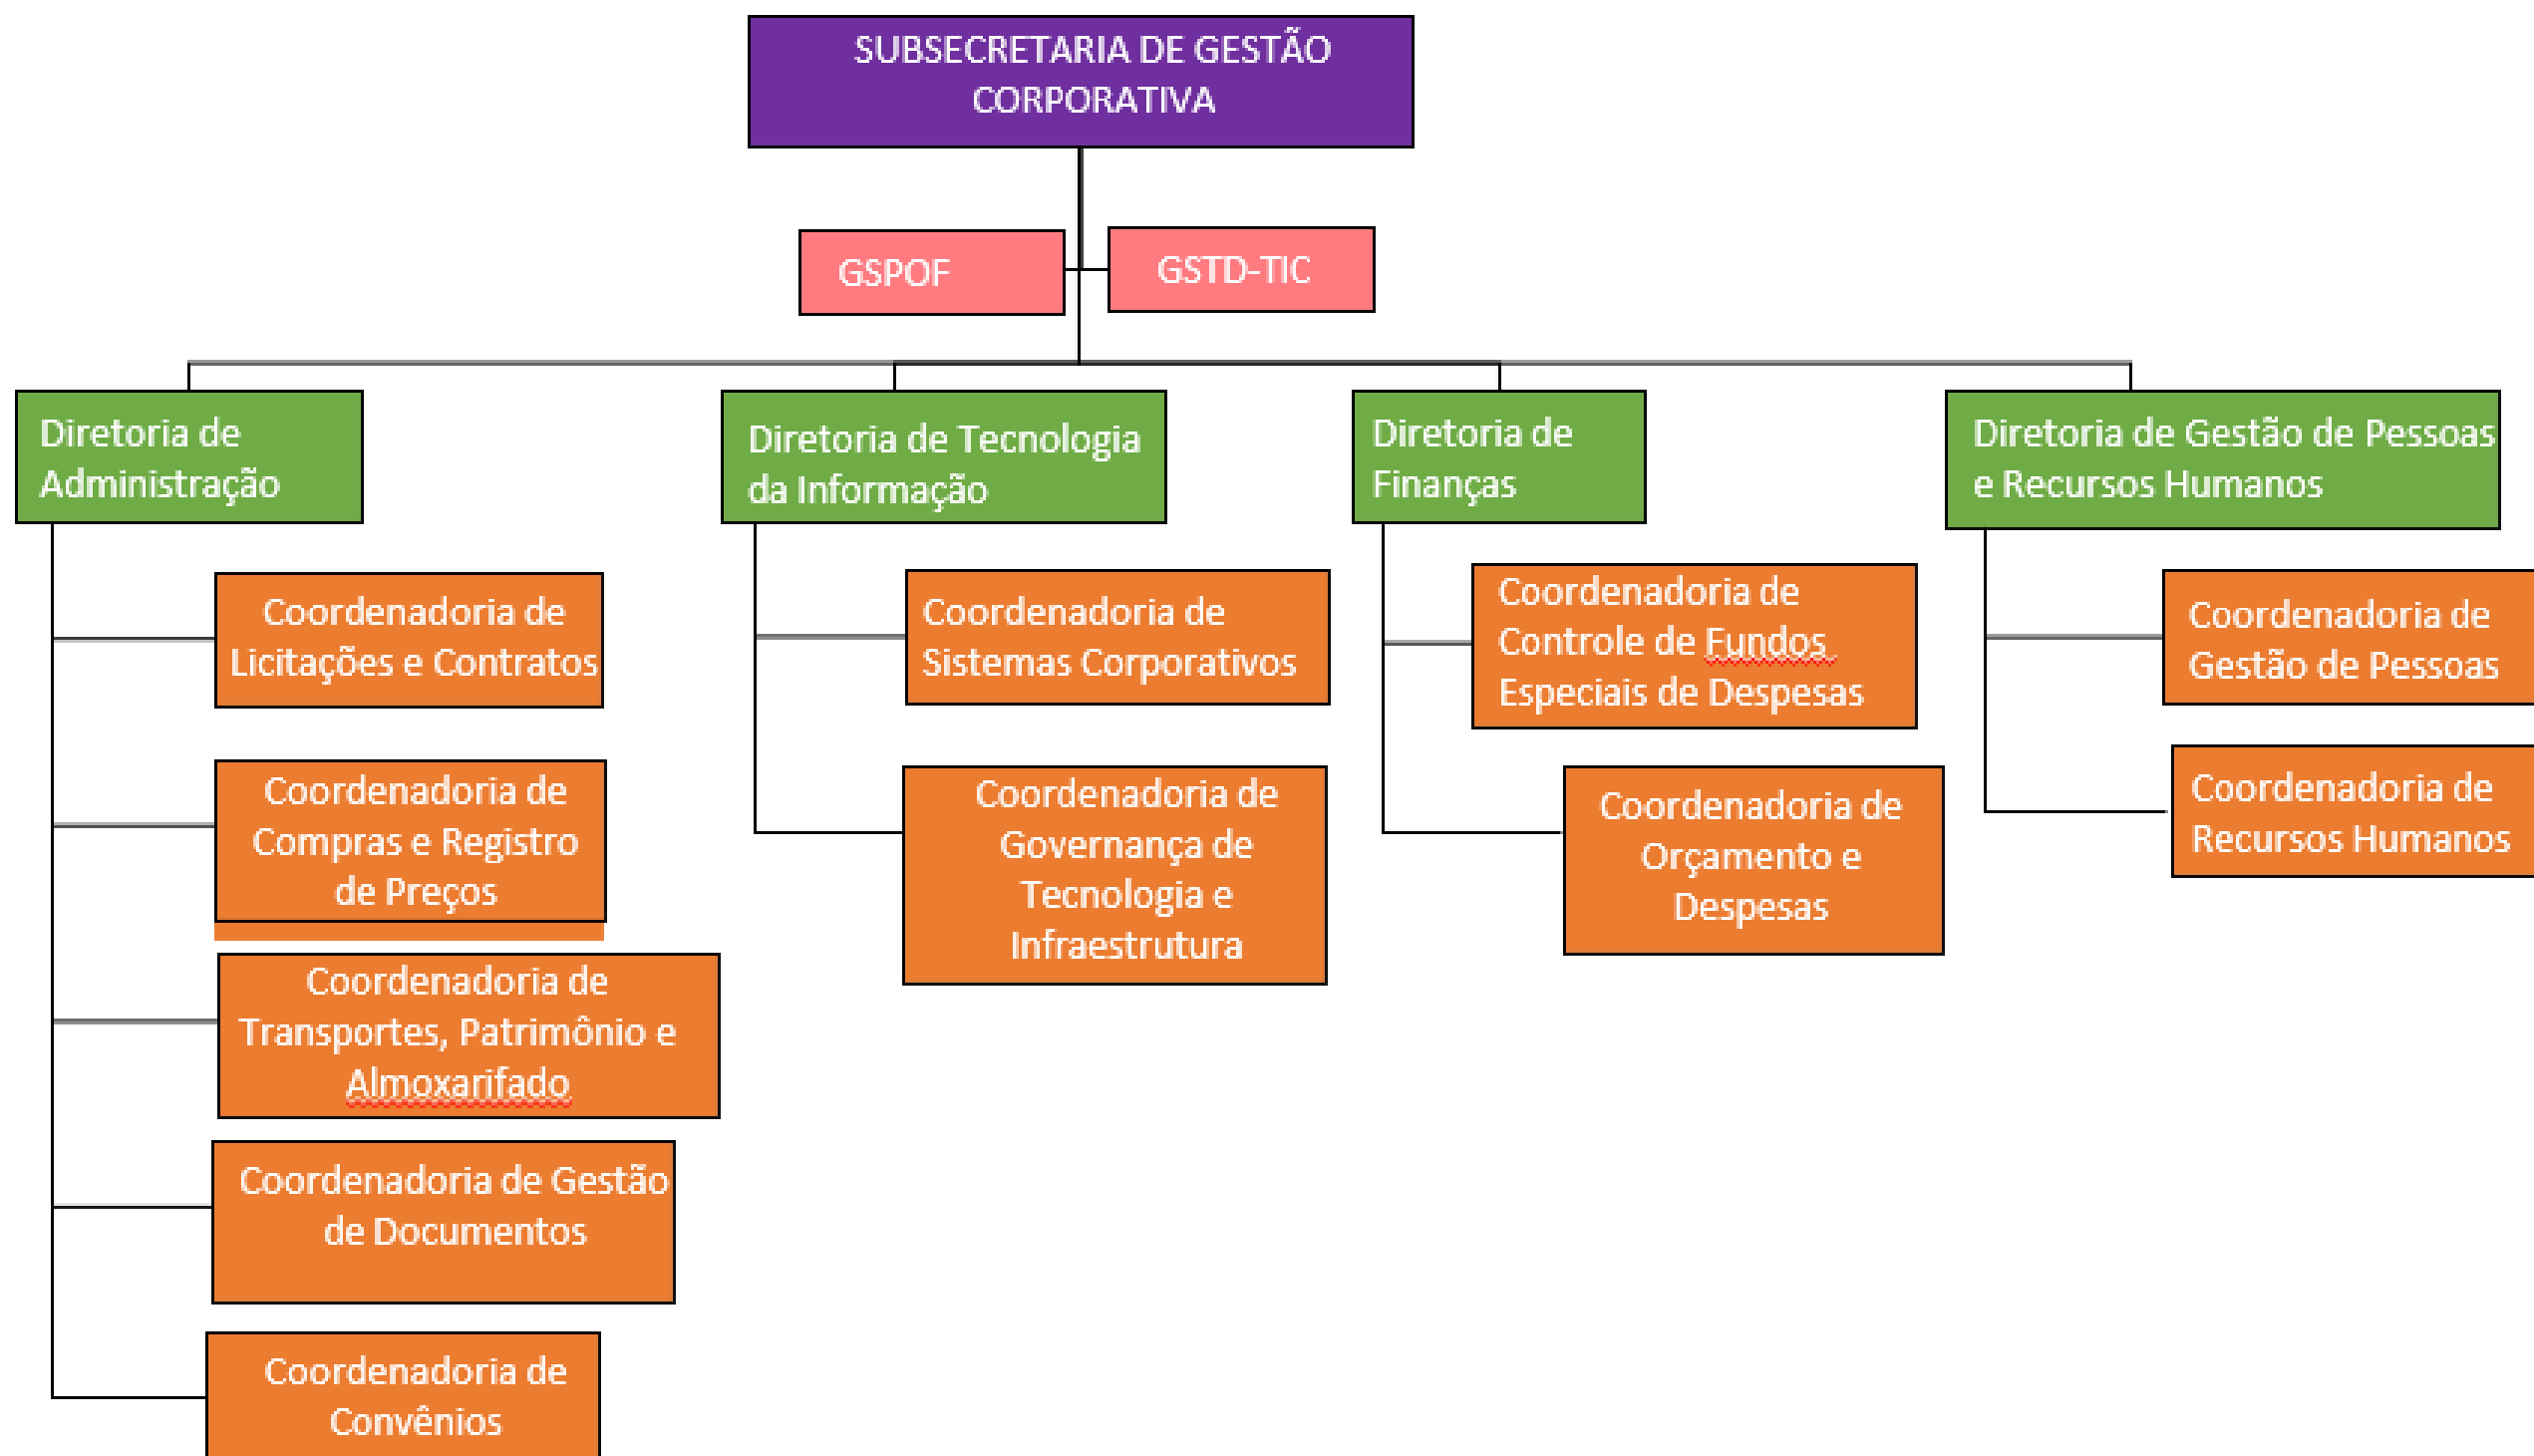 SUBSECRETARIA DE GESTÃO
CORPORATIVA
GSPOF
GSTD-TIC
Diretoria de
Administração
Coordenadoria de
Licitações e Contratos
Coordenadoria de
Compras e Registro
de Preços
Coordenadoria de
Transportes, Patrimônio e
Almoxarifado
Coordenadoria de Gestão
de Documentos
Coordenadoria de
Convênios
Diretoria de Tecnologia
da Informação
Coordenadoria de
Sistemas Corporativos
Coordenadoria de
Governança de
Tecnologia e
Infraestrutura
Diretoria de
Finanças
Coordenadoria de
Controle de Fundos
Especiais de Despesas
Coordenadoria de
Orçamento e
Despesas
Diretoria de Gestão de Pessoas
e Recursos Humanos
Coordenadoria de
Gestão de Pessoas
Coordenadoria de
Recursos Humanos